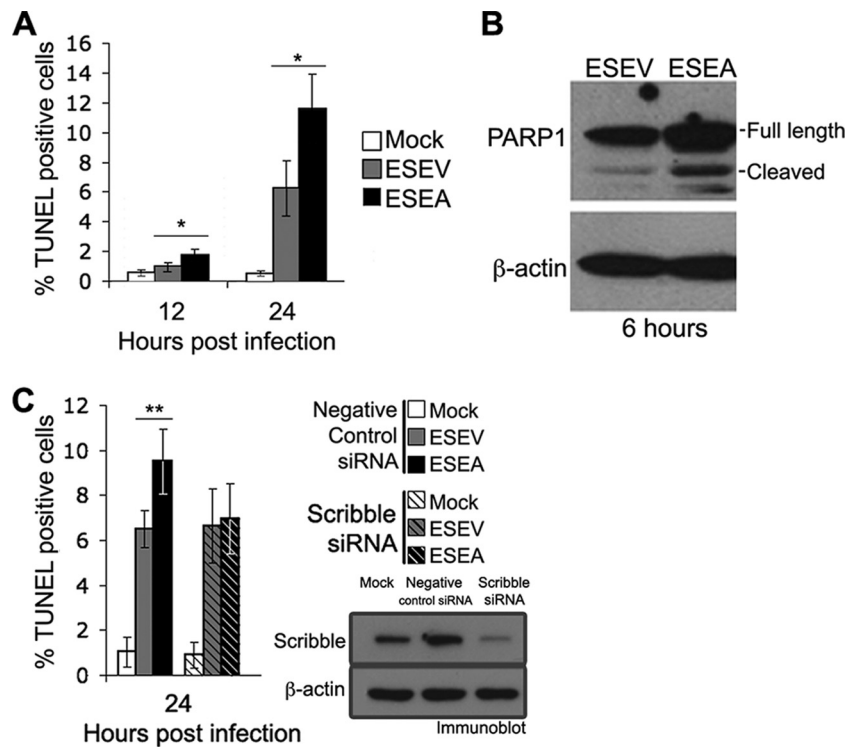 A
% TUNEL positive cells
16
14
12
10
8
6
4
2
0
*
*
12
24
Hours post infection
Mock
ESEV
ESEA
B
ESEV ESEA
PARP1
-Full length
-Cleaved
β-actin
6 hours
C
% TUNEL positive cells
12
10
8
6
4
2
0
**
24
Hours post infection
Negative
Control
siRNA
Mock
ESEV
ESEA
Scribble
siRNA
Mock
ESEV
ESEA
Mock Negative Scribble
control siRNA siRNA
Scribble
β-actin
Immunoblot